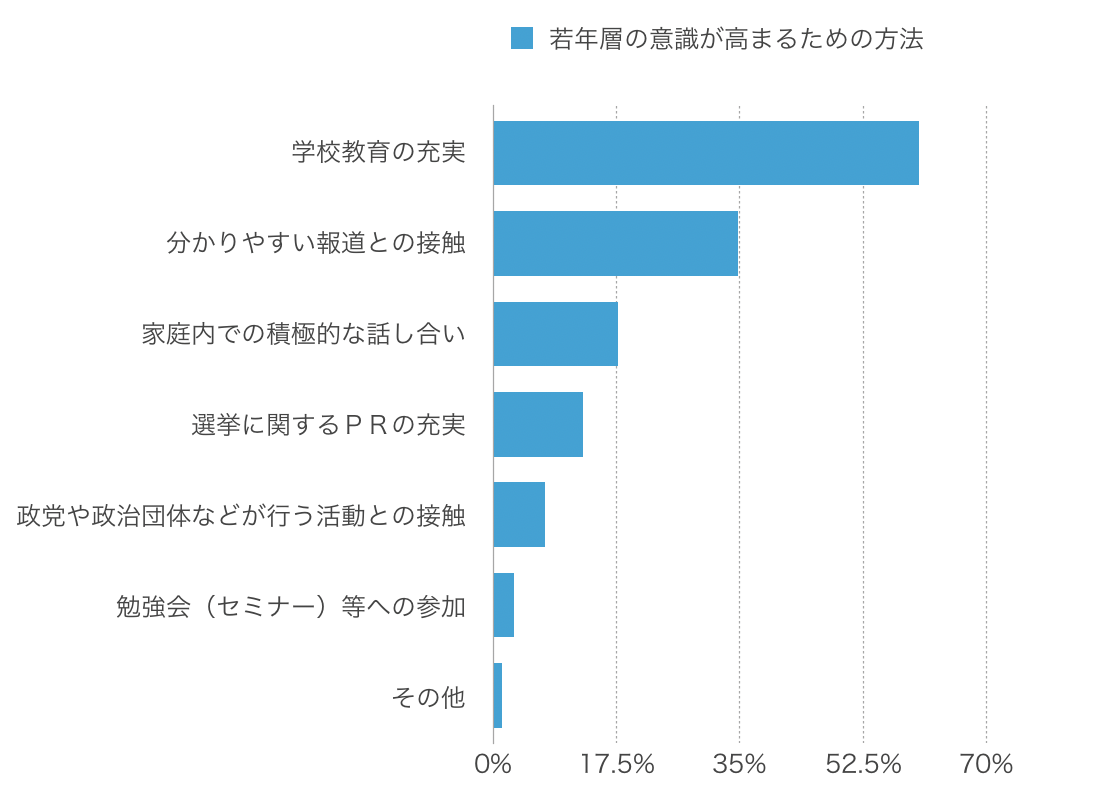 若年層の意識が高まるための方法
学校教育の充実
分かりやすい報道との接触
家庭内での積極的な話し合い
選挙に関するＰＲの充実
政党や政治団体などが行う活動との接触
勉強会（セミナー）等への参加
その他
0% 17.5% 35% 52.5% 70%